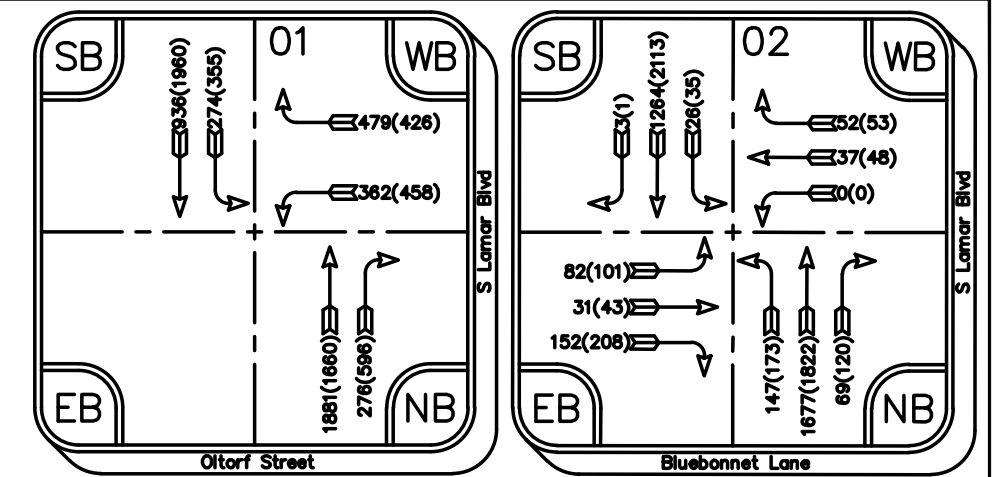 SB
936(1960)
274(355)
01
WB
479(426)
362(458)
1881(1660)
276(596)
EB
NB
S Lamar Blvd
Oltorf Street
SB
3(1)
1264(2113)
26(35)
02
WB
52(53)
37(48)
0(0)
82(101)
31(43)
152(208)
147(173)
1677(1822)
69(120)
EB
NB
S Lamar Blvd
Bluebonnet Lane